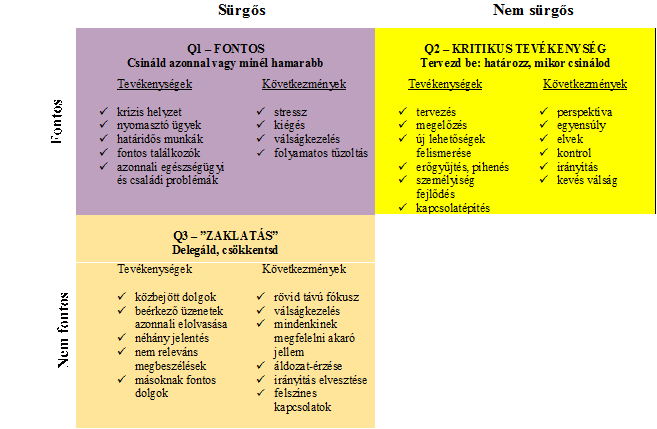 Sürgős
Nem sürgős
Fontos
Q1 – FONTOS
Csináld azonnal vagy minél hamarabb
Tevékenységek
✓ krízis helyzet
✓ nyomasztó ügyek
✓ határidős munkák
✓ fontos találkozók
✓ azonnali egészségügyi
és családi problémák
Következmények
✓ stressz
✓ kiégés
✓ válságkezelés
✓ folyamatos tűzoltás
Q2 – KRITIKUS TEVÉKENYSÉG
Tervezd be: határozz, mikor csinálod
Tevékenységek
✓ tervezés
✓ megelőzés
✓ új lehetőségek
felismerése
✓ erőgyűjtés, pihenés
✓ személyiség
fejlődés
✓ kapcsolatépítés
Következmények
✓ perspektíva
✓ egyensúly
✓ elvek
✓ kontrol
✓ irányítás
✓ kevés válság
Nem fontos
Q3 – ”ZAKLATÁS”
Delegáld, csökkentsd
Tevékenységek
✓ közbejött dolgok
✓ beérkező üzenetek
azonnali elolvasása
✓ néhány jelentés
✓ nem releváns
megbeszélések
✓ másoknak fontos
dolgok
Következmények
✓ rövid távú fókusz
✓ válságkezelés
✓ mindenkinek
megfelelni akaró
jellem
✓ áldozat-érzése
✓ irányítás elvesztése
✓ felszínes
kapcsolatok